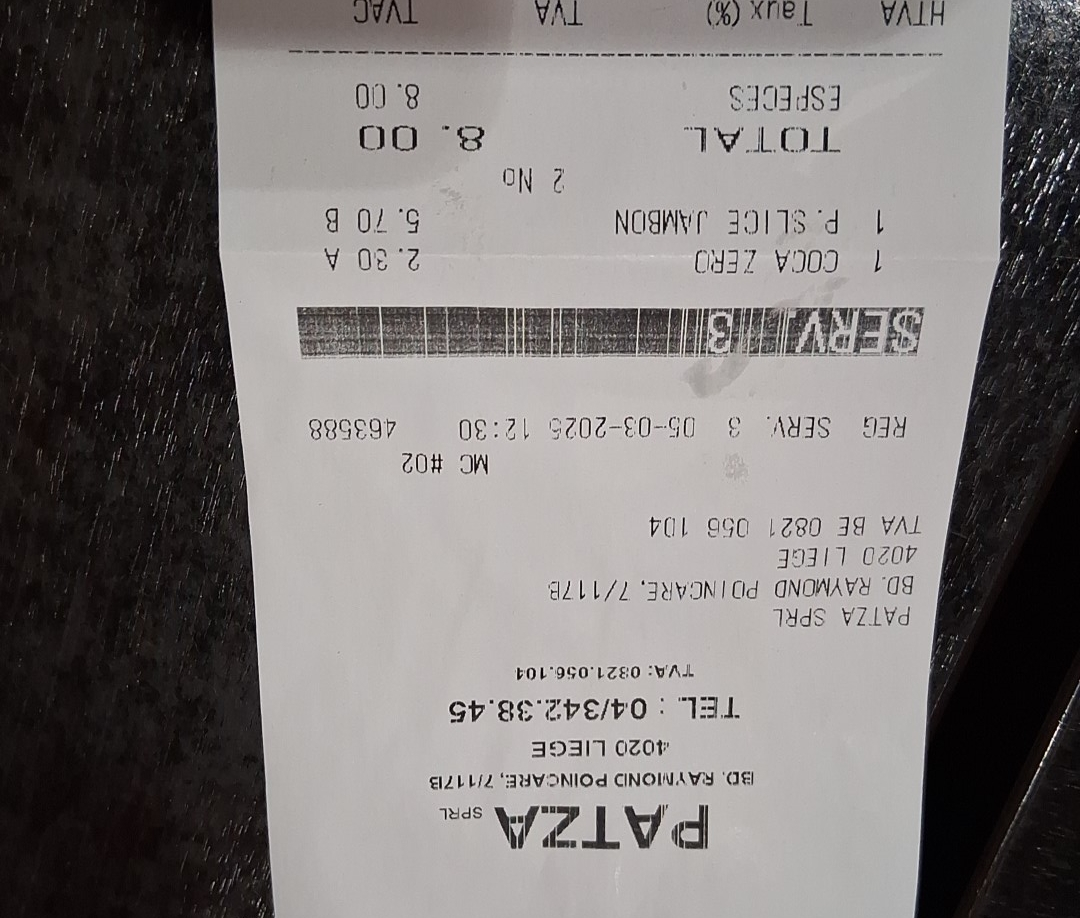 PATZA SPRL
BD. RAYMOND POINCARE, 7/117B
4020 LIEGE
TEL. : 04/342.38.45
TVA: 0821.056.104
PATZA SPRL
BD. RAYMOND POINCARE, 7/117B
4020 LIEGE
TVA BE 0821 056 104
MC #02
REG SERV. 3 05-03-2025 12:30 463588
SERV. 3
1 COCA ZERO 2.30 A
1 P.SLICE JAMBON 5.70 B
2 No
TOTAL 8.00
ESPECES 8.00
HTVA Taux (%) TVA TVAC